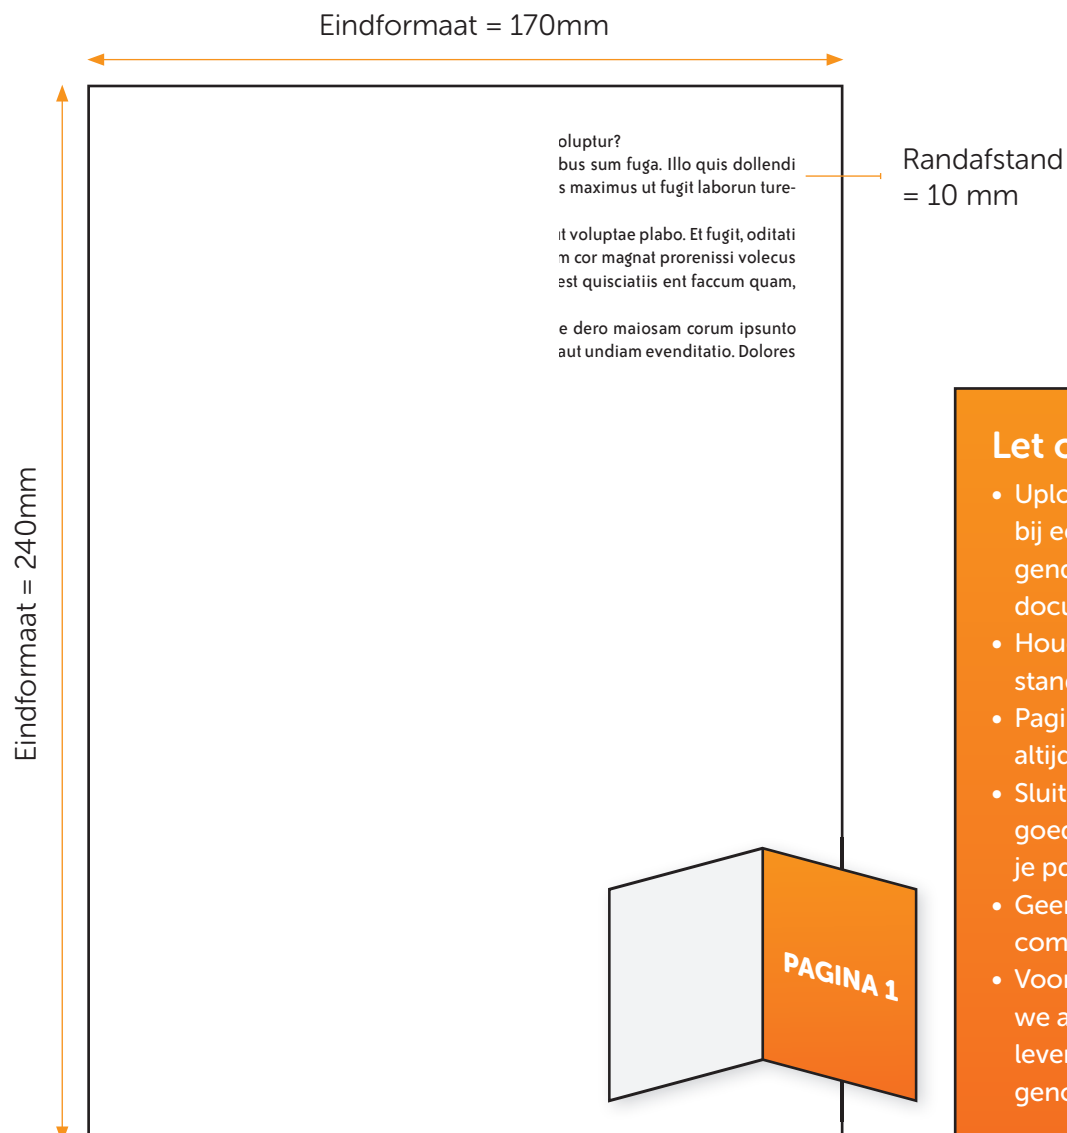 Eindformaat = 170mm
Eindformaat = 240mm
oluptur?
bus sum fuga. Illo quis dollendi
s maximus ut fugit laborun ture-
voluptae plabo. Et fugit, oditati
cor magnat prorenissi volecus
est quisciatiis ent faccum quam,
e dero maiosam corum ipsunto
aut undiam evenditatio. Dolores
Randafstand
= 10 mm
PAGINA 1
Let
• Uplo
bij
gen
docu
• Hou
stan
• Pagi
altij
• Sluit
goe
je
• Geen
com
• Voor
we
lever
gen